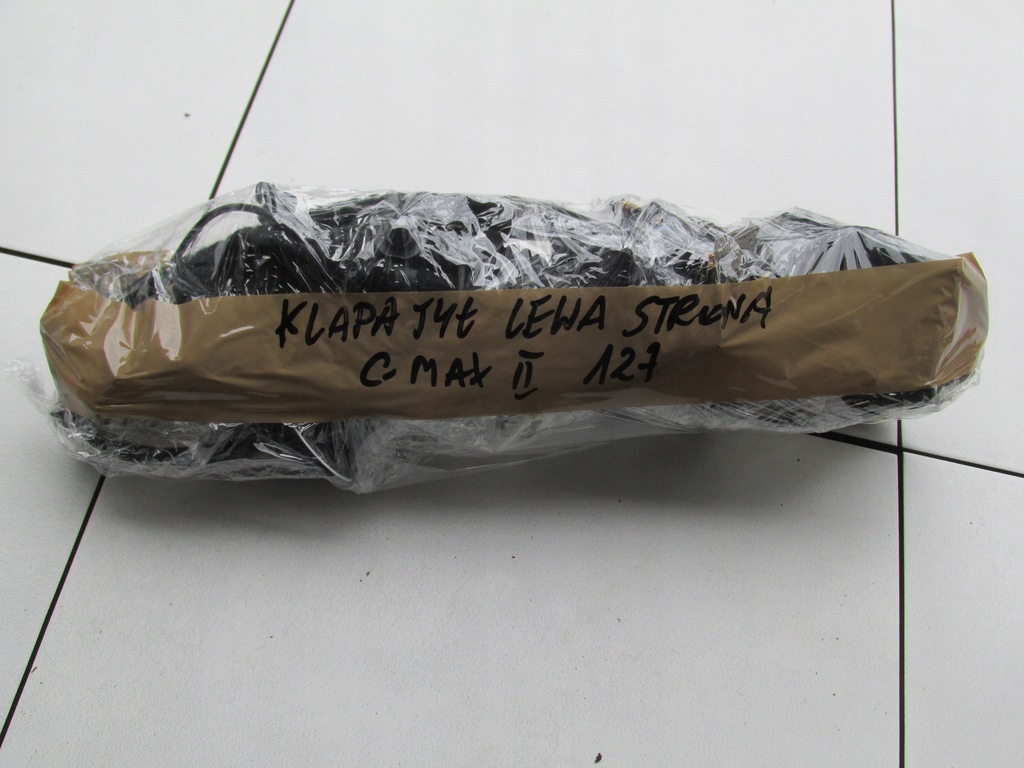 KLAPA TYŁ LEWA STRONA
C-MAX II 127